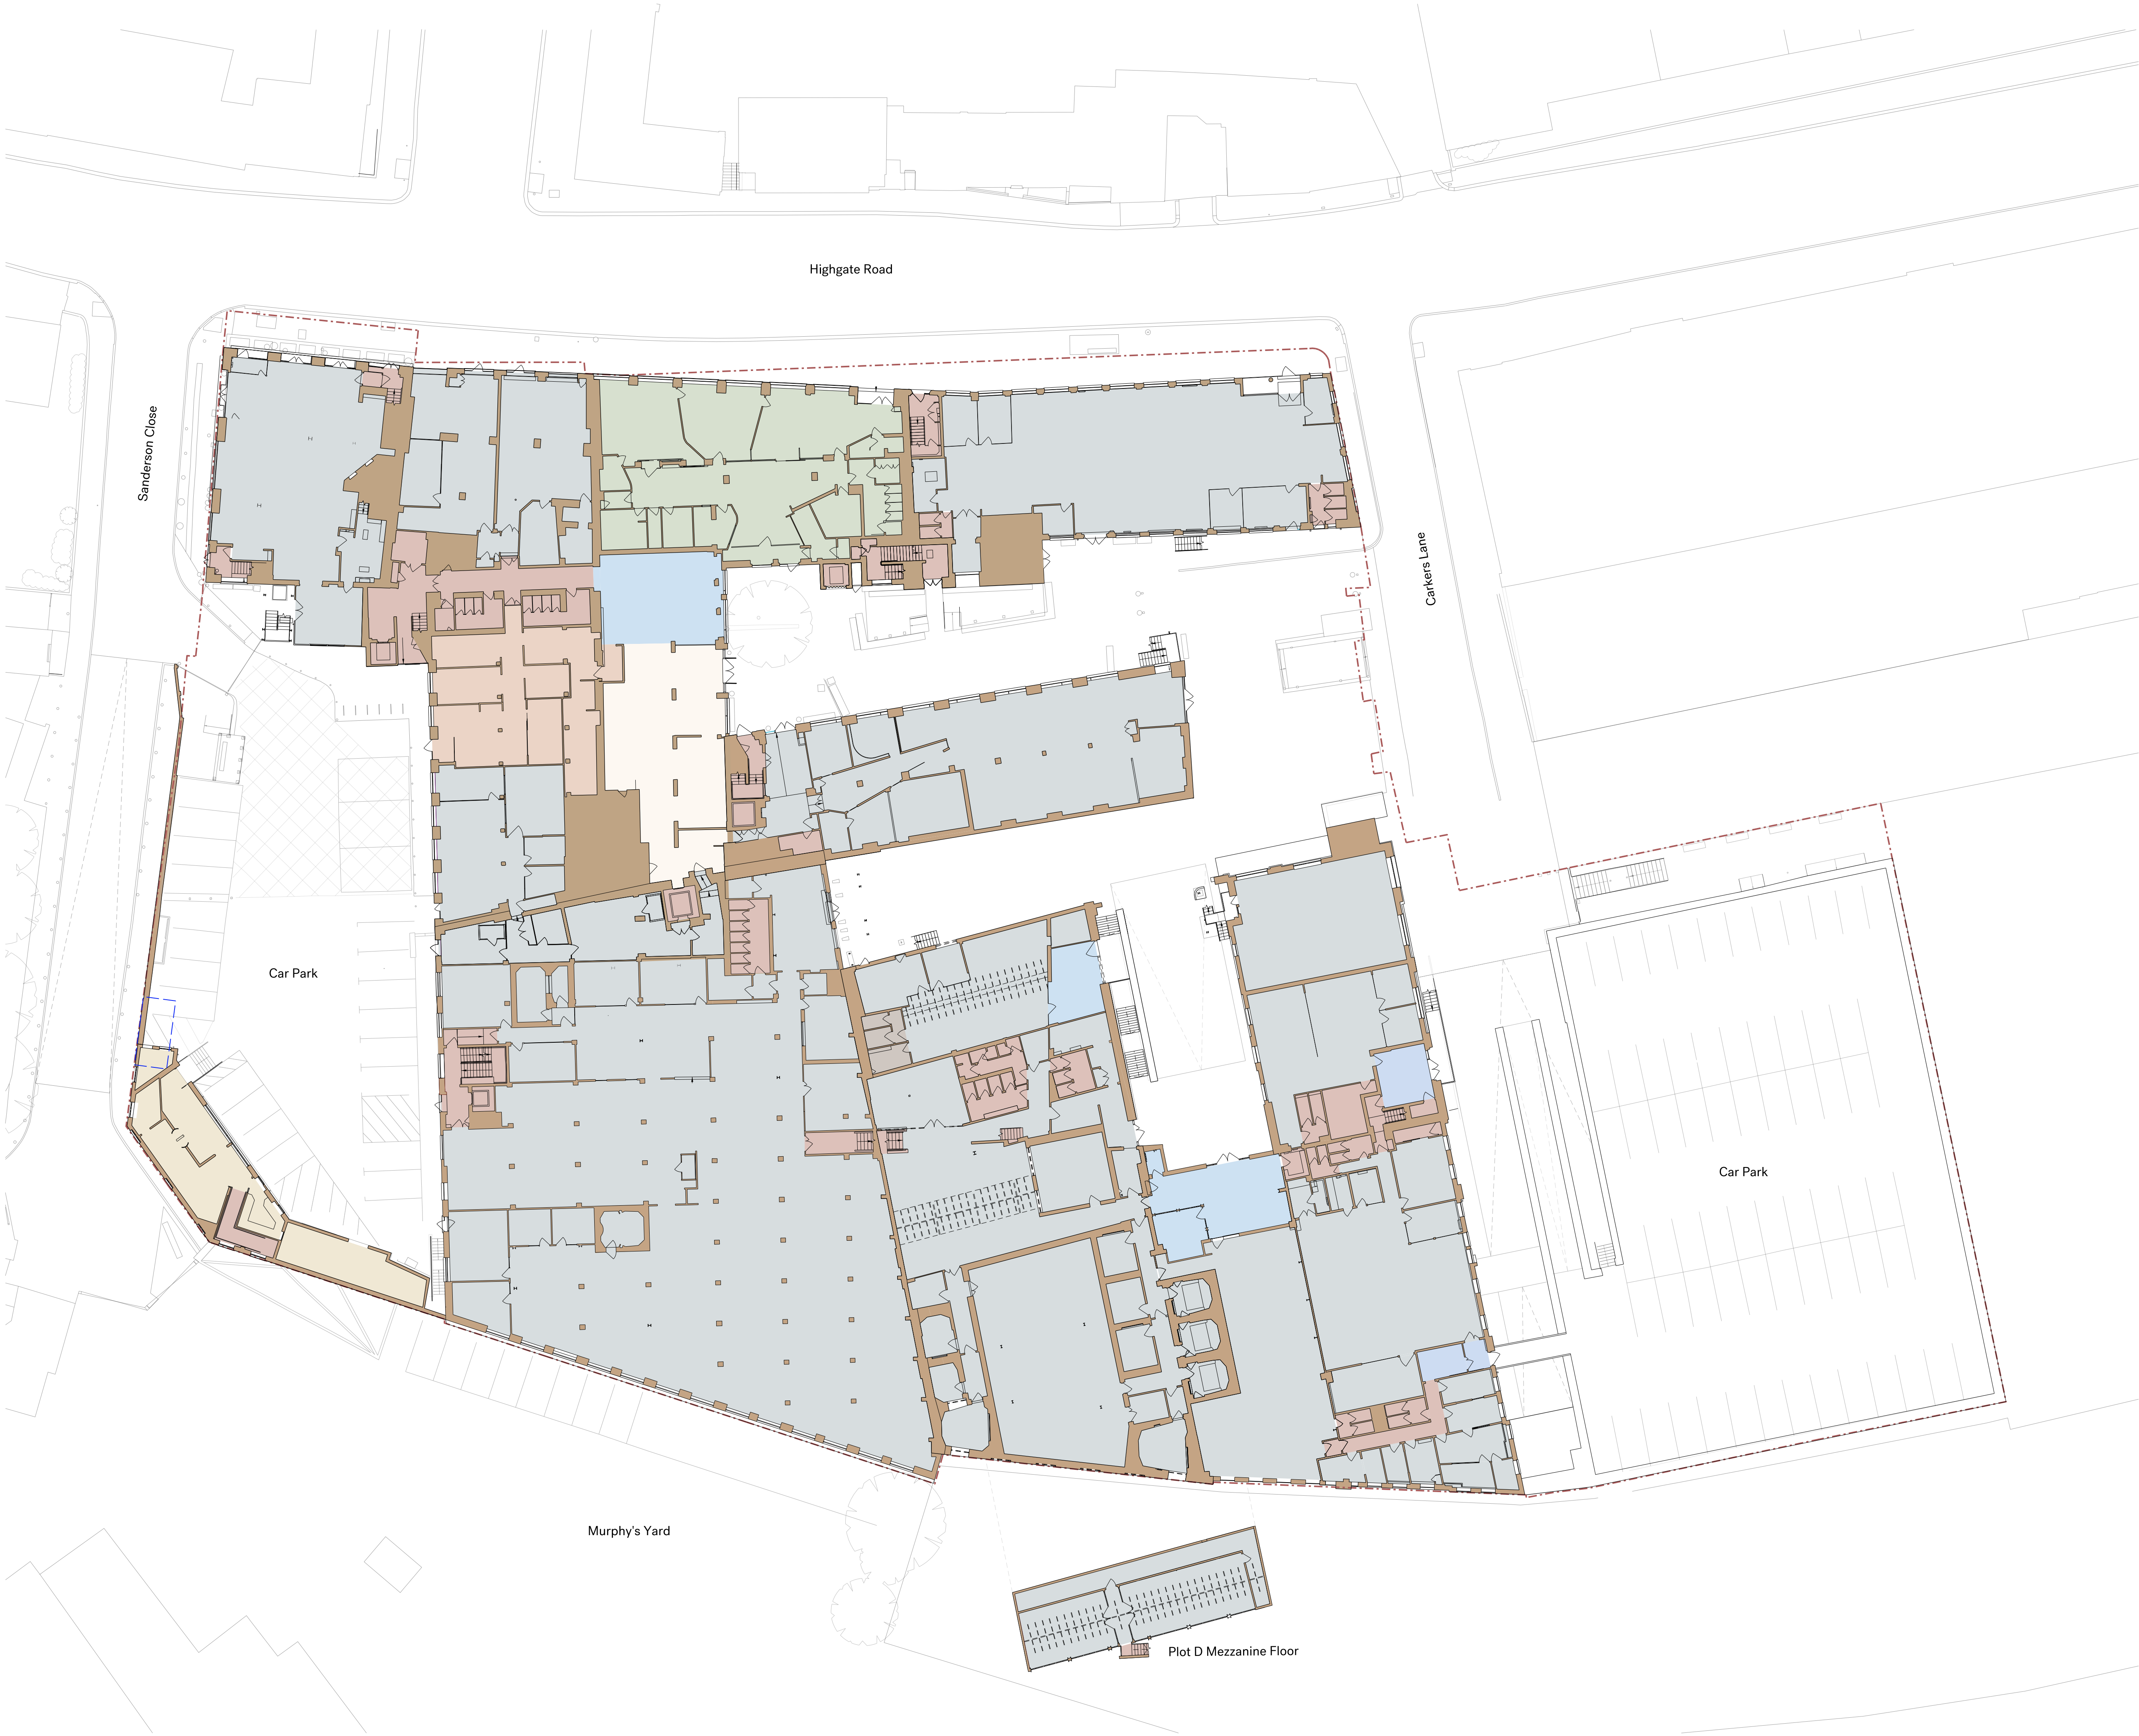 Highgate Road
Sanderson Close
Carkers Lane
Car Park
Car Park
Murphy's Yard
Plot D Mezzanine Floor